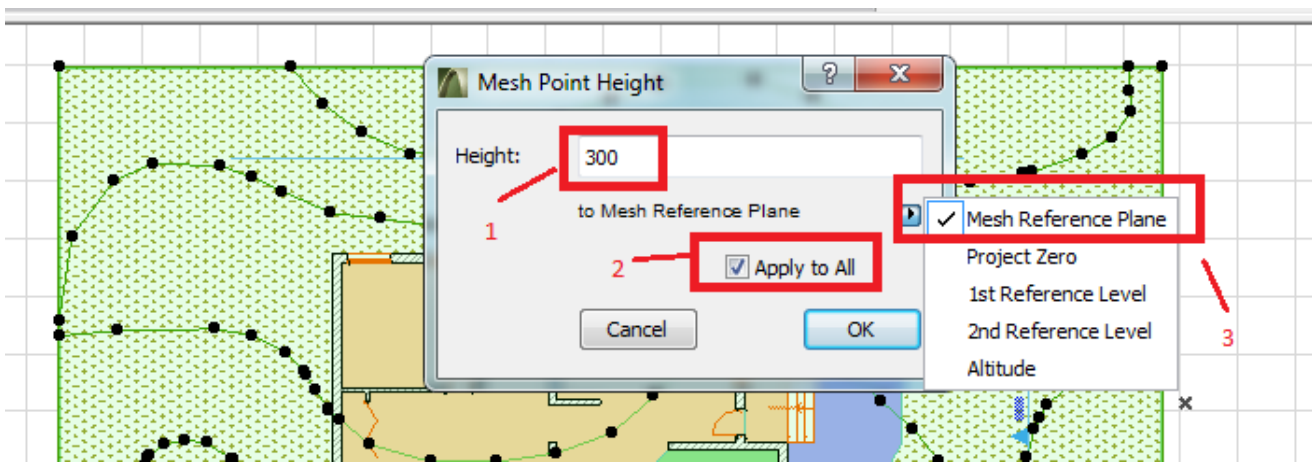 Mesh Point Height
?
X
Height:
300
1
to Mesh Reference Plane
2
Apply to All
Cancel
OK
Mesh Reference Plane
Project Zero
1st Reference Level
2nd Reference Level
Altitude
3